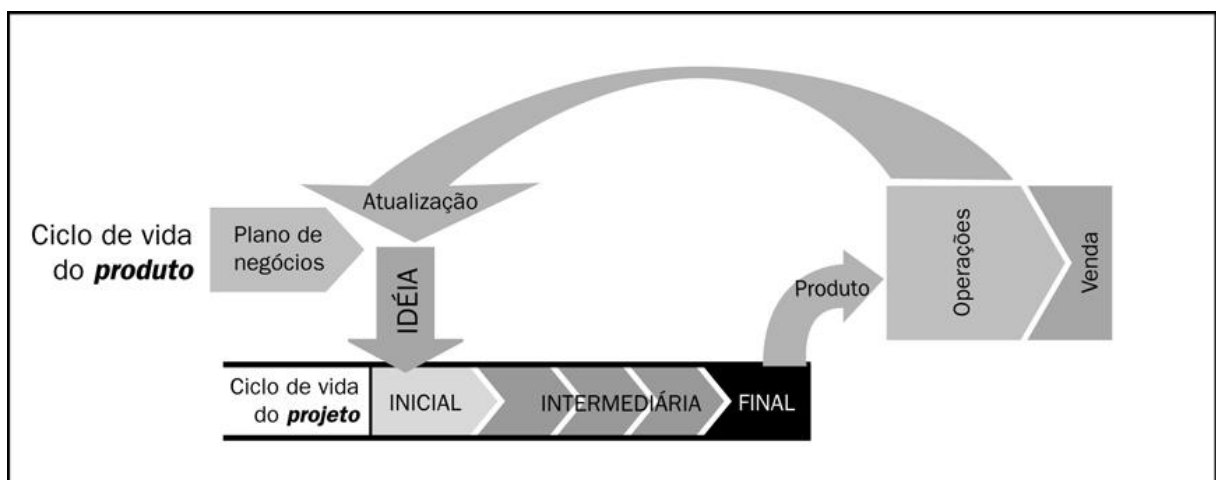 Atualização
Ciclo de vida
do produto
Plano de
negócios
IDÉIA
Produto
Operações
Venda
Ciclo de vida
do projeto
INICIAL
INTERMEDIÁRIA
FINAL